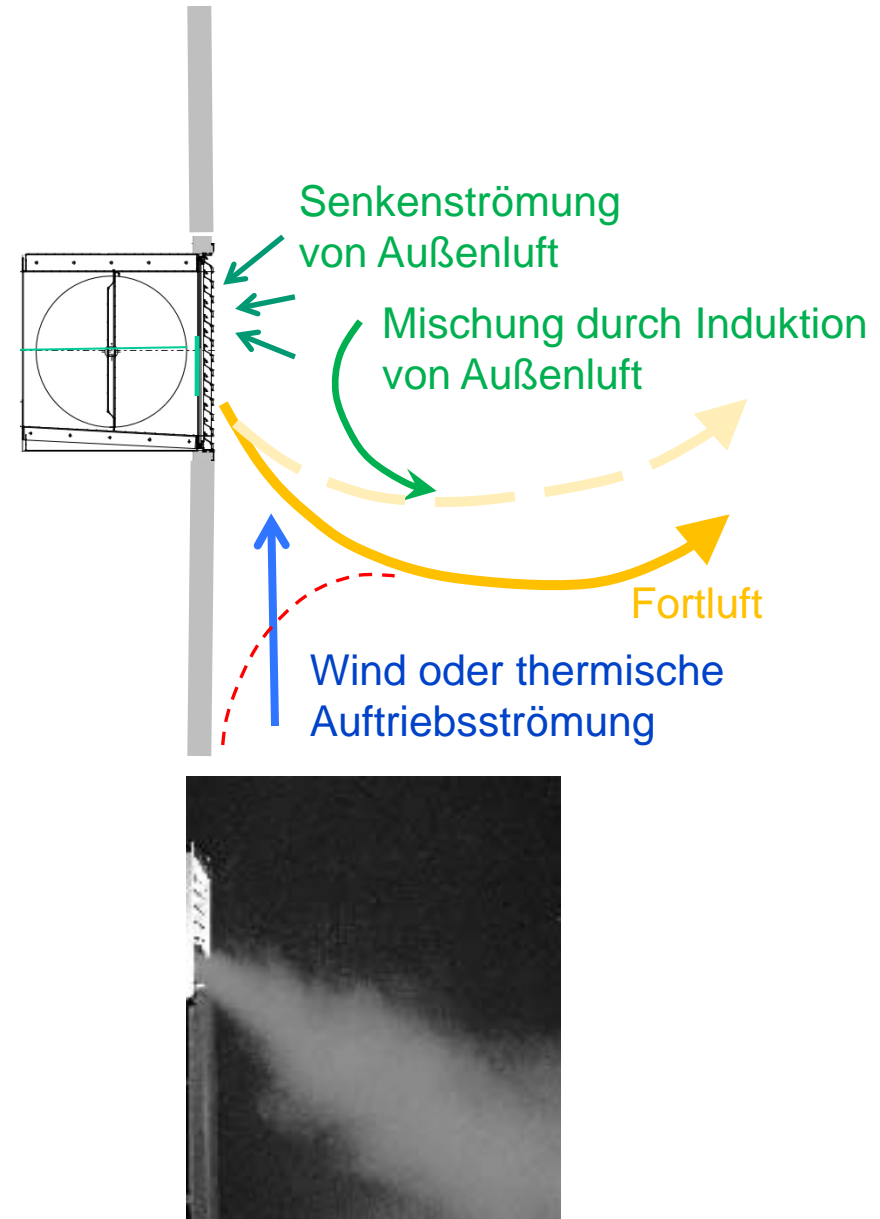 Senkenströmung
von Außenluft
Mischung durch Induktion
von Außenluft
Fortluft
Wind oder thermische
Auftriebsströmung